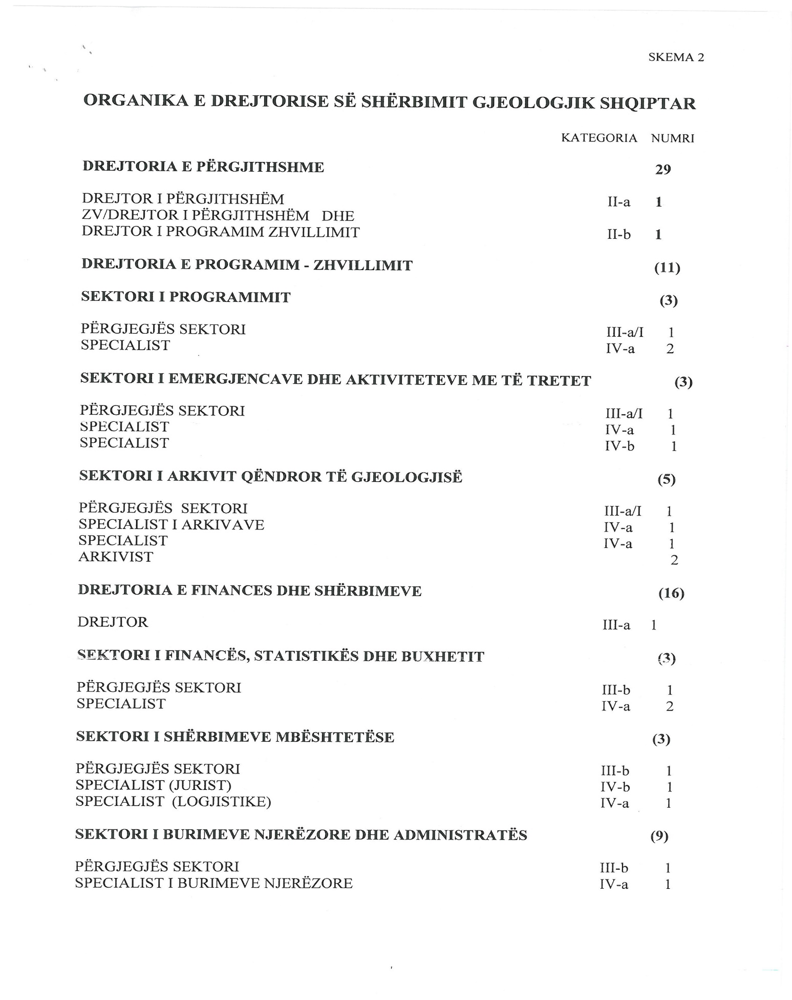 SKEMA 2
ORGANIKA E DREJTORISE SË SHËRBIMIT GJEOLOGJIK SHQIPTAR
KATEGORIA NUMRI
DREJTORIA E PËRGJITHSHME 29
DREJTOR I PËRGJITHSHËM II-a 1
ZV/DREJTOR I PËRGJITHSHËM DHE
DREJTOR I PROGRAMIM ZHVILLIMIT II-b 1
DREJTORIA E PROGRAMIM - ZHVILLIMIT (11)
SEKTORI I PROGRAMIMIT (3)
PËRGJEGJËS SEKTORI III-a/I 1
SPECIALIST IV-a 2
SEKTORI I EMERGJENCAVE DHE AKTIVITETEVE ME TË TRETET (3)
PËRGJEGJËS SEKTORI III-a/I 1
SPECIALIST IV-a 1
SPECIALIST IV-b 1
SEKTORI I ARKIVIT QËNDROR TË GJEOLOGJISË (5)
PËRGJEGJËS SEKTORI III-a/I 1
SPECIALIST I ARKIVAVE IV-a 1
SPECIALIST IV-a 1
ARKIVIST 2
DREJTORIA E FINANCES DHE SHËRBIMEVE (16)
DREJTOR III-a 1
SEKTORI I FINANCËS, STATISTIKËS DHE BUXHETIT (3)
PËRGJEGJËS SEKTORI III-b 1
SPECIALIST IV-a 2
SEKTORI I SHËRBIMEVE MBËSHTETËSE (3)
PËRGJEGJËS SEKTORI III-b 1
SPECIALIST (JURIST) IV-b 1
SPECIALIST (LOGJISTIKE) IV-a 1
SEKTORI I BURIMEVE NJERËZORE DHE ADMINISTRATËS (9)
PËRGJEGJËS SEKTORI III-b 1
SPECIALIST I BURIMEVE NJERËZORE IV-a 1